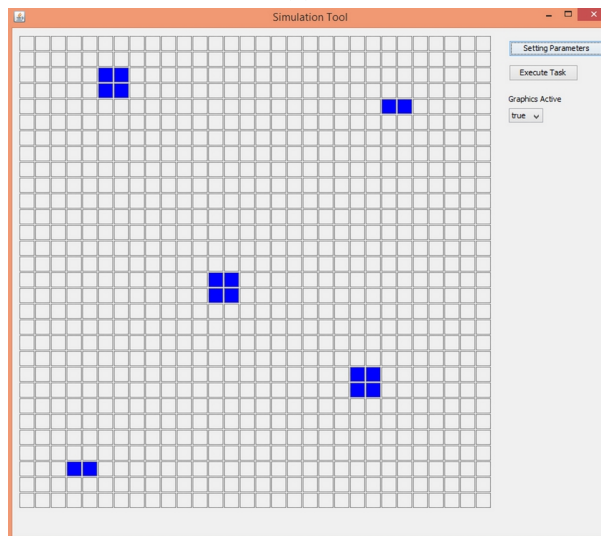 Simulation Tool
Setting Parameters
Execute Task
Graphics Active
true